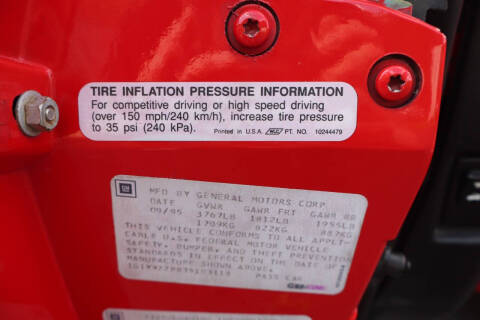 TIRE INFLATION PRESSURE INFORMATION
For competitive driving or high speed driving
(over 150 mph/240 km/h), increase tire pressure
to 35 psi (240 kPa). Printed in U.S.A. PT. NO. 10244479
GM MFD BY GENERAL MOTORS CORP
DATE GVWR GAWR FRT GAWR RR
3767LB 1812LB 1955LB
1709KG 822KG 887KG
THIS VEHICLE CONFORMS TO ALL APPLI-
CABLE U.S. FEDERAL MOTOR VEHICLE
SAFETY, BUMPER, AND THEFT PREVENTION
STANDARDS IN EFFECT ON THE DATE OF
MANUFACTURE SHOWN ABOVE.
PASS CAR